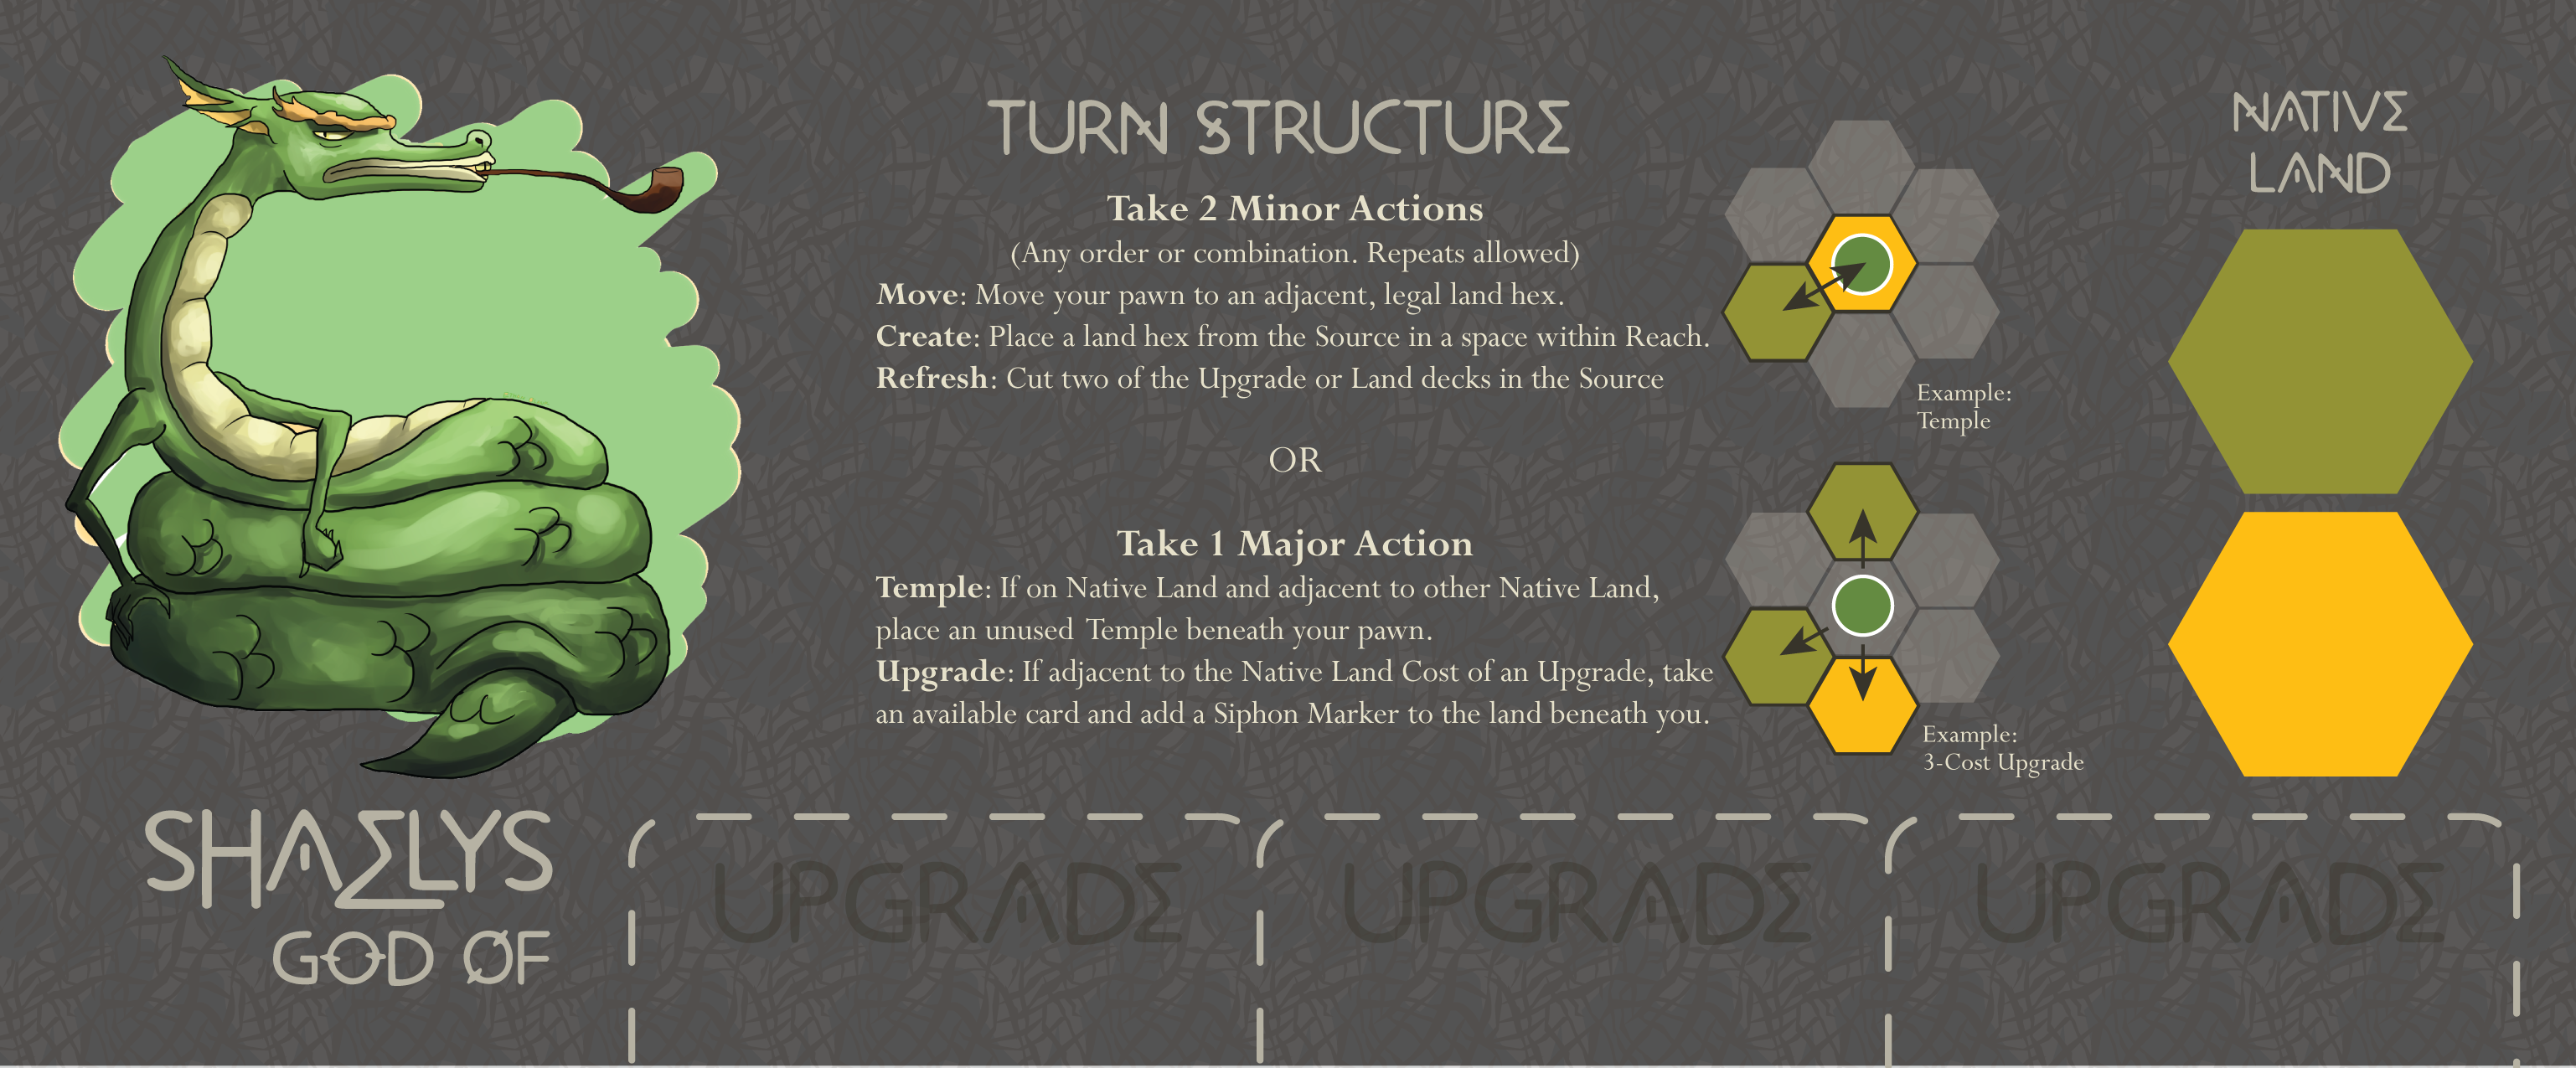 TURN STRUCTURE
Take 2 Minor Actions
(Any order or combination. Repeats allowed)
Move: Move your pawn to an adjacent, legal land hex.
Create: Place a land hex from the Source in a space within Reach.
Refresh: Cut two of the Upgrade or Land decks in the Source
OR
Take 1 Major Action
Temple: If on Native Land and adjacent to other Native Land,
place an unused Temple beneath your pawn.
Upgrade: If adjacent to the Native Land Cost of an Upgrade, take
an available card and add a Siphon Marker to the land beneath you.
Example:
Temple
Example:
3-Cost Upgrade
NATIVE
LAND
SHAELYS
GOD OF
UPGRADE
UPGRADE
UPGRADE